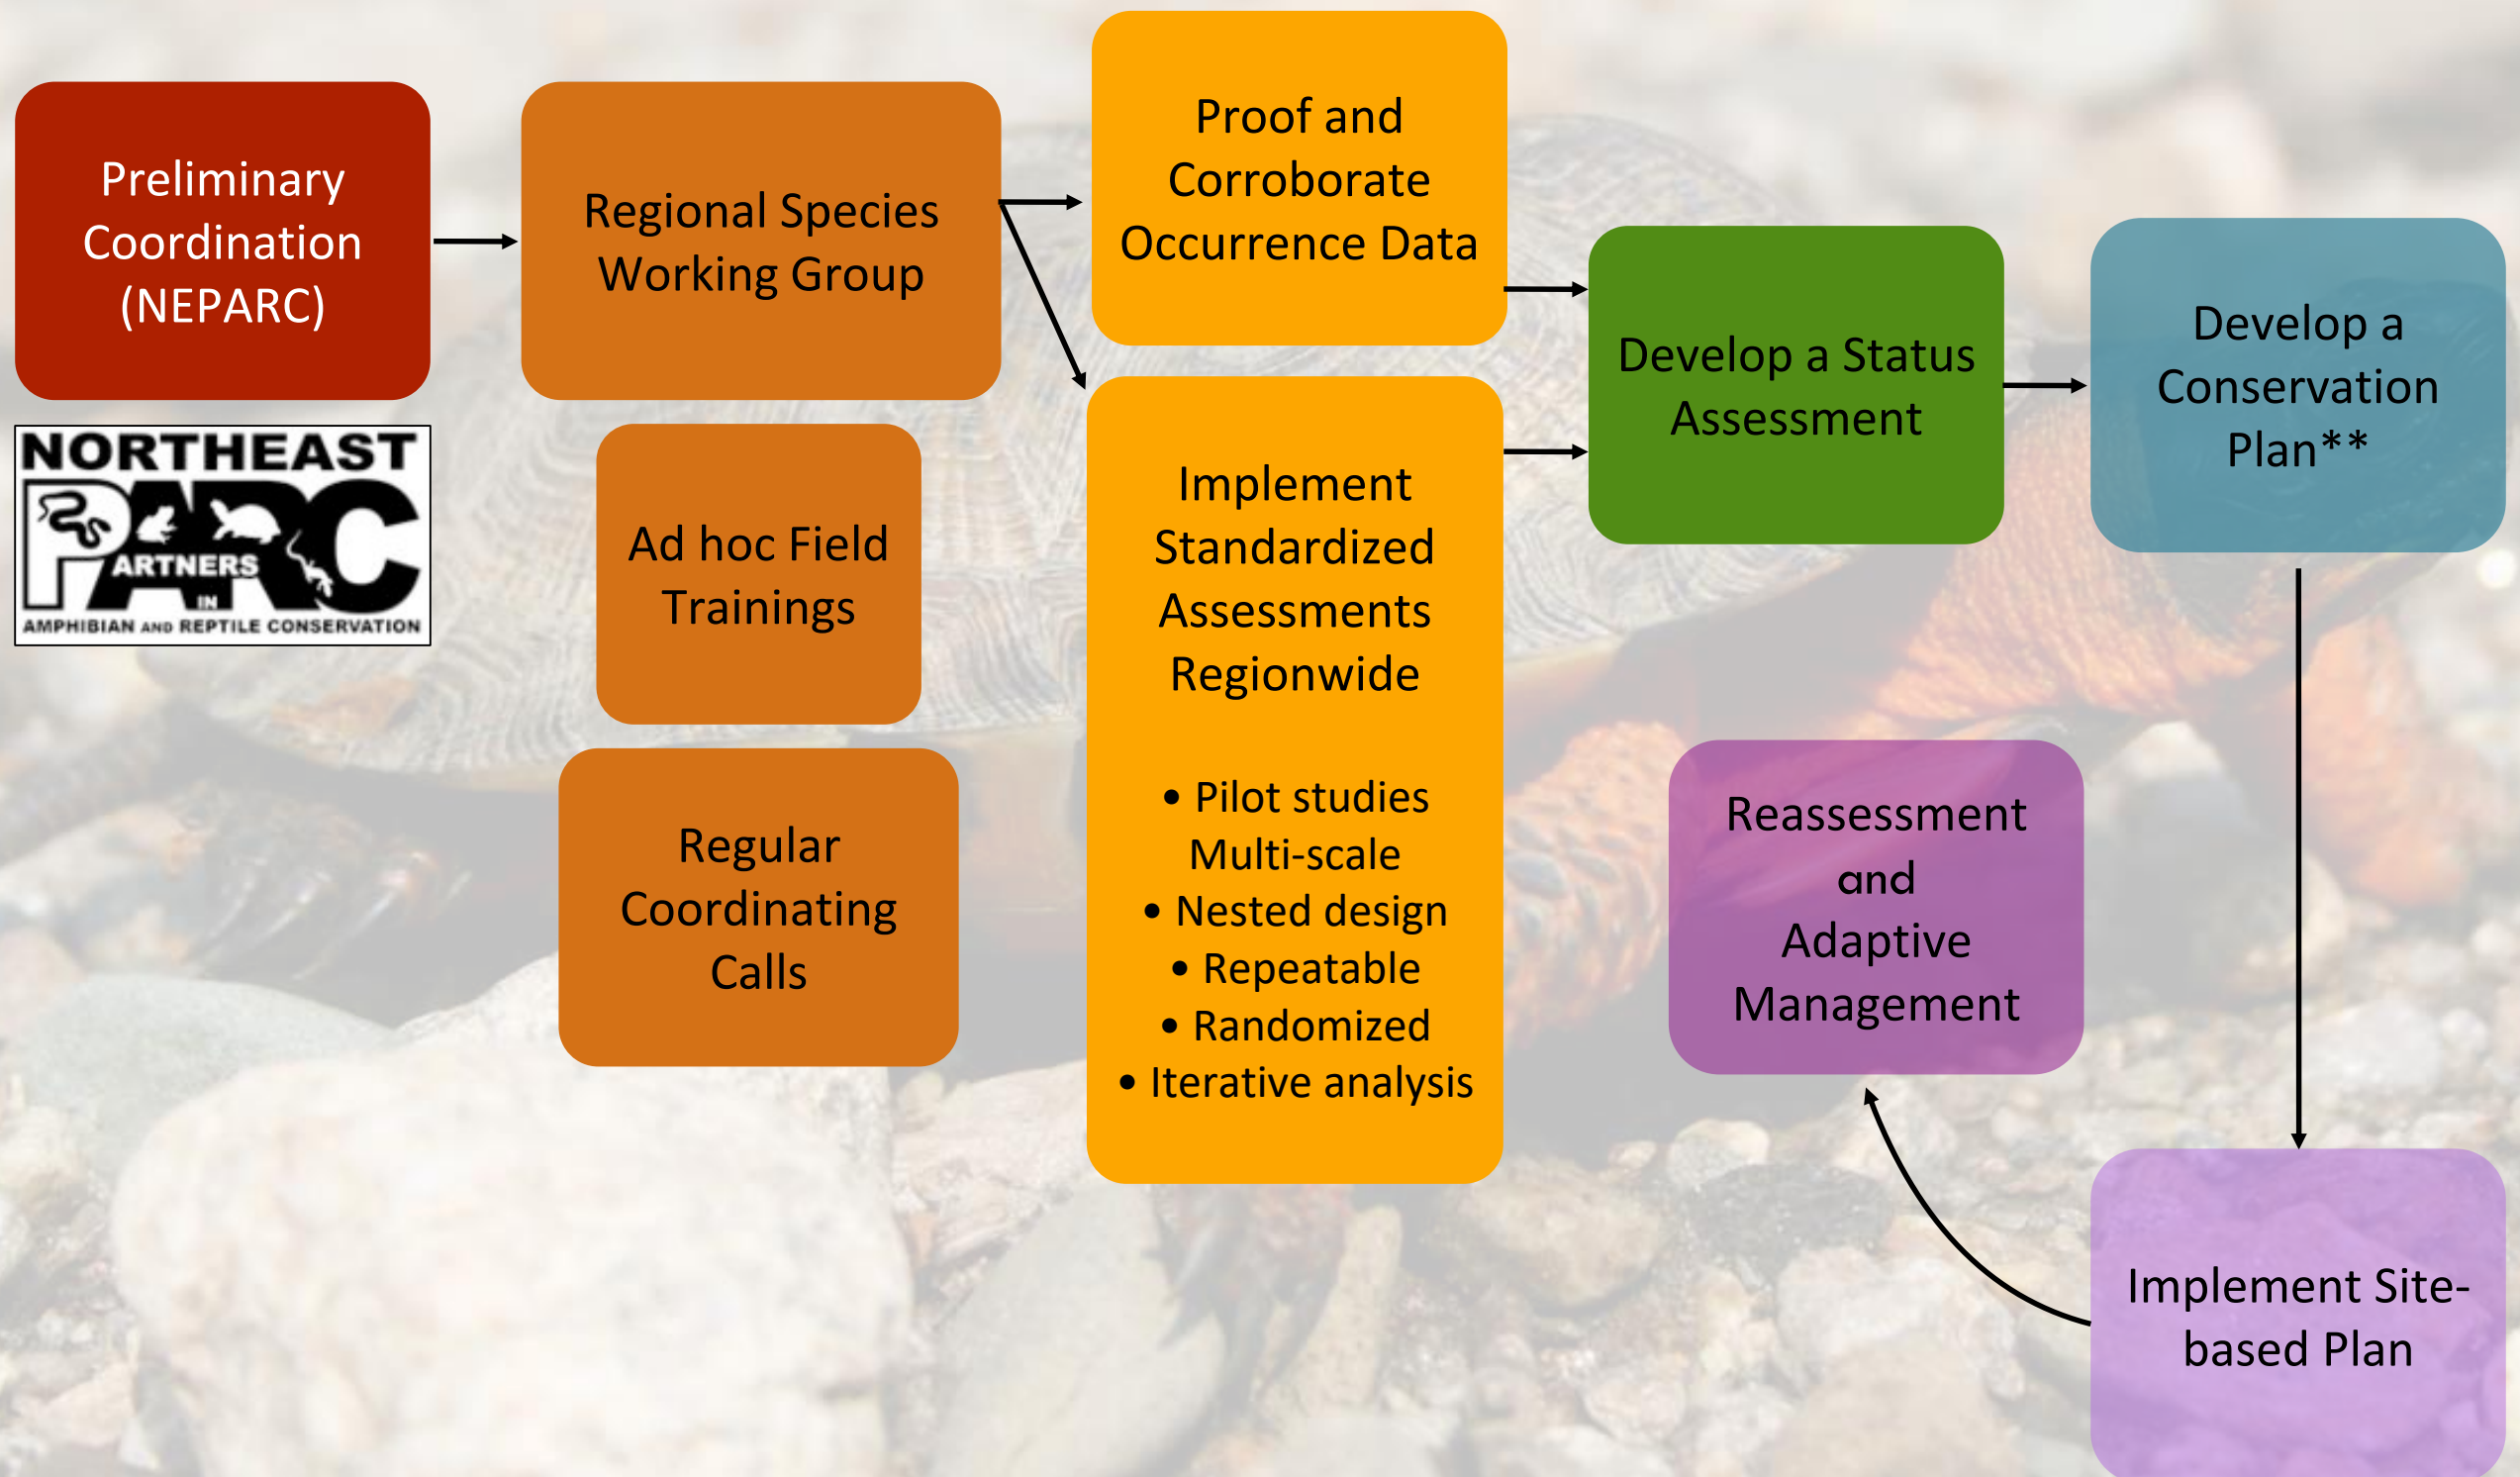 Preliminary
Coordination
(NEPARC)
NORTHEAST
PARC
PARTNERS
IN
AMPHIBIAN AND REPTILE CONSERVATION
Regional Species
Working Group
Ad hoc Field
Trainings
Regular
Coordinating
Calls
Proof and
Corroborate
Occurrence Data
Implement
Standardized
Assessments
Regionwide
• Pilot studies
Multi-scale
• Nested design
• Repeatable
• Randomized
• Iterative analysis
Develop a Status
Assessment
Develop a
Conservation
Plan**
Reassessment
and
Adaptive
Management
Implement Site-
based Plan